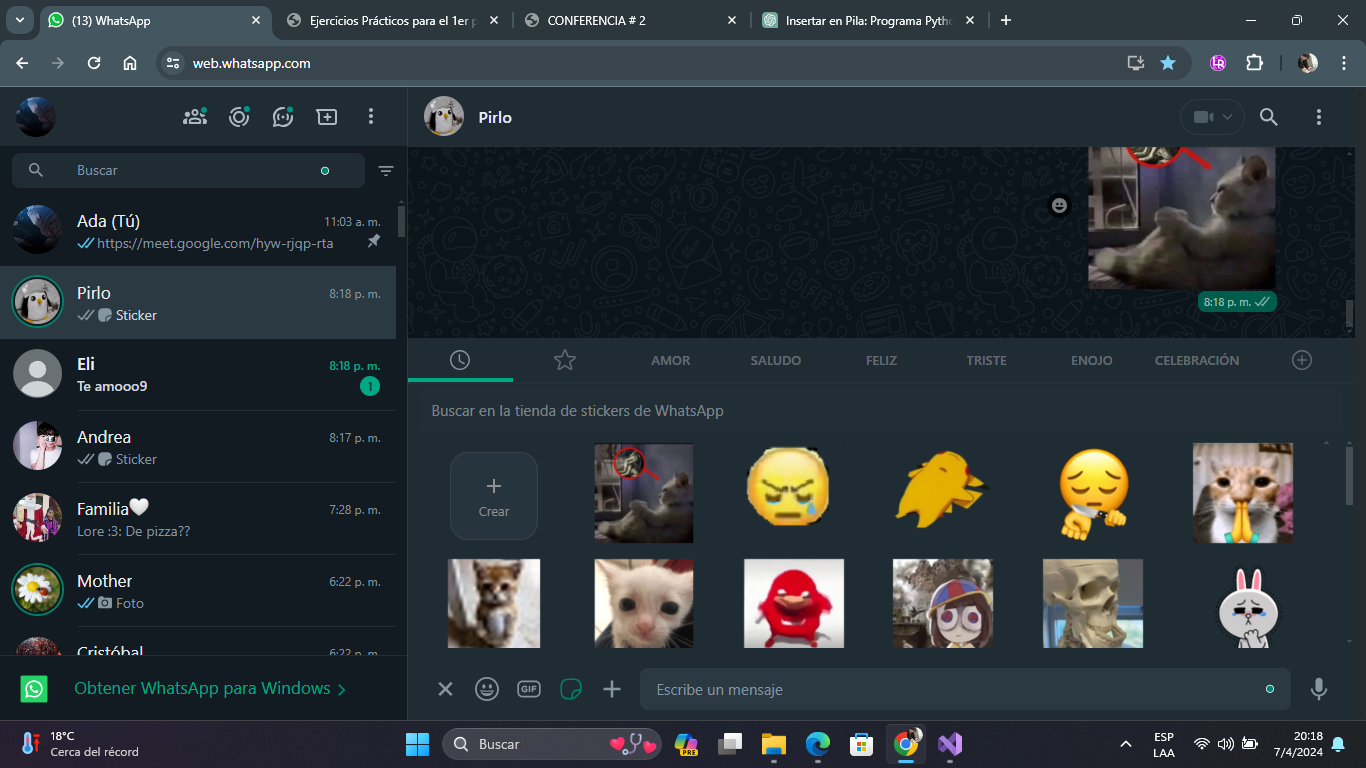 (13) WhatsApp
Ejercicios Prácticos para el 1er p
CONFERENCIA # 2
Insertar en Pila: Programa Pytho
web.whatsapp.com
Pirlo
Buscar
Ada (Tú)
11:03 a. m.
https://meet.google.com/hyw-rjqp-rta
Pirlo
8:18 p. m.
Sticker
Eli
8:18 p. m.
Te amooo9
1
Andrea
8:17 p. m.
Sticker
Familia🤍
7:28 p. m.
Lore :3: De pizza??
Mother
6:22 p. m.
Foto
Cristóbal
6:22 p. m.
Obtener WhatsApp para Windows
8:18 p. m.
AMOR
SALUDO
FELIZ
TRISTE
ENOJO
CELEBRACIÓN
Buscar en la tienda de stickers de WhatsApp
Crear
GIF
Escribe un mensaje
18°C
Cerca del récord
Buscar
PRE
ESP
LAA
20:18
7/4/2024